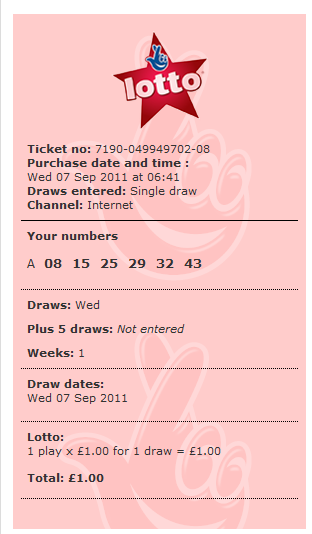 lotto
Ticket no: 7190-049949702-08
Purchase date and time :
Wed 07 Sep 2011 at 06:41
Draws entered: Single draw
Channel: Internet
Your numbers
A 08 15 25 29 32 43
Draws: Wed
Plus 5 draws: Not entered
Weeks: 1
Draw dates:
Wed 07 Sep 2011
Lotto:
1 play x £1.00 for 1 draw = £1.00
Total: £1.00